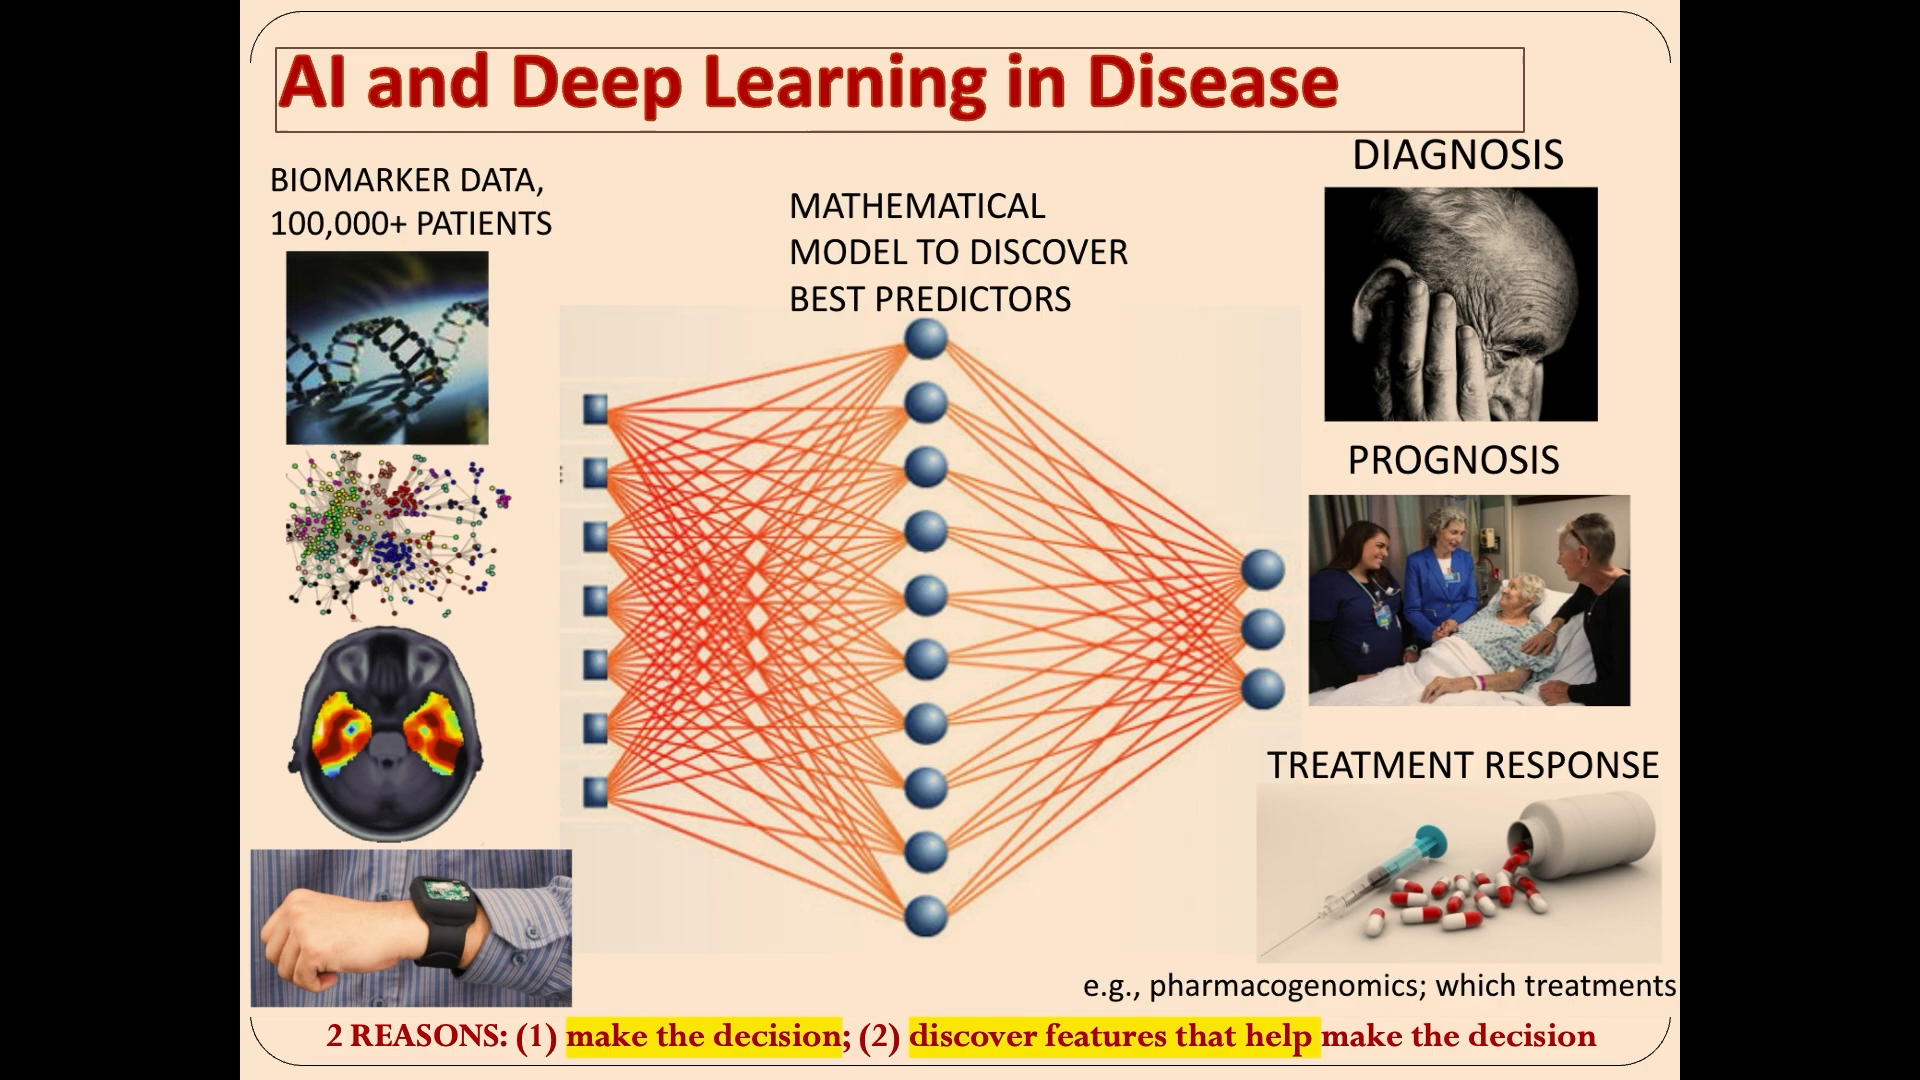 AI and Deep Learning in Disease
BIOMARKER DATA,
100,000+ PATIENTS
MATHEMATICAL
MODEL TO DISCOVER
BEST PREDICTORS
DIAGNOSIS
PROGNOSIS
TREATMENT RESPONSE
e.g., pharmacogenomics; which treatments
2 REASONS: (1) make the decision; (2) discover features that help make the decision